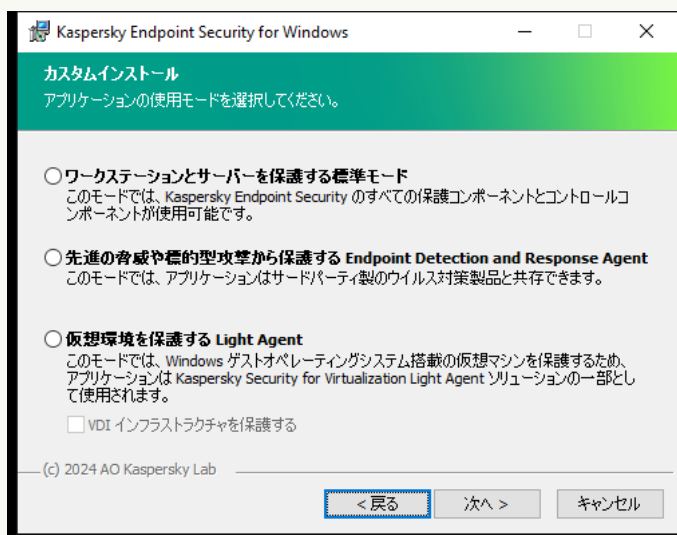 Kaspersky Endpoint Security for Windows
カスタムインストール
アプリケーションの使用モードを選択してください。
ワークステーションとサーバーを保護する標準モード
このモードでは、Kaspersky Endpoint Security のすべての保護コンポーネントとコントロールコ
ンポーネントが使用可能です。
先進の脅威や標的型攻撃から保護する Endpoint Detection and Response Agent
このモードでは、アプリケーションはサードパーティ製のウイルス対策製品と共存できます。
仮想環境を保護する Light Agent
このモードでは、Windows ゲストオペレーティングシステム搭載の仮想マシンを保護するため、
アプリケーションは Kaspersky Security for Virtualization Light Agent ソリューションの一部とし
て使用されます。
VDI インフラストラクチャを保護する
(c) 2024 AO Kaspersky Lab
< 戻る 次へ > キャンセル